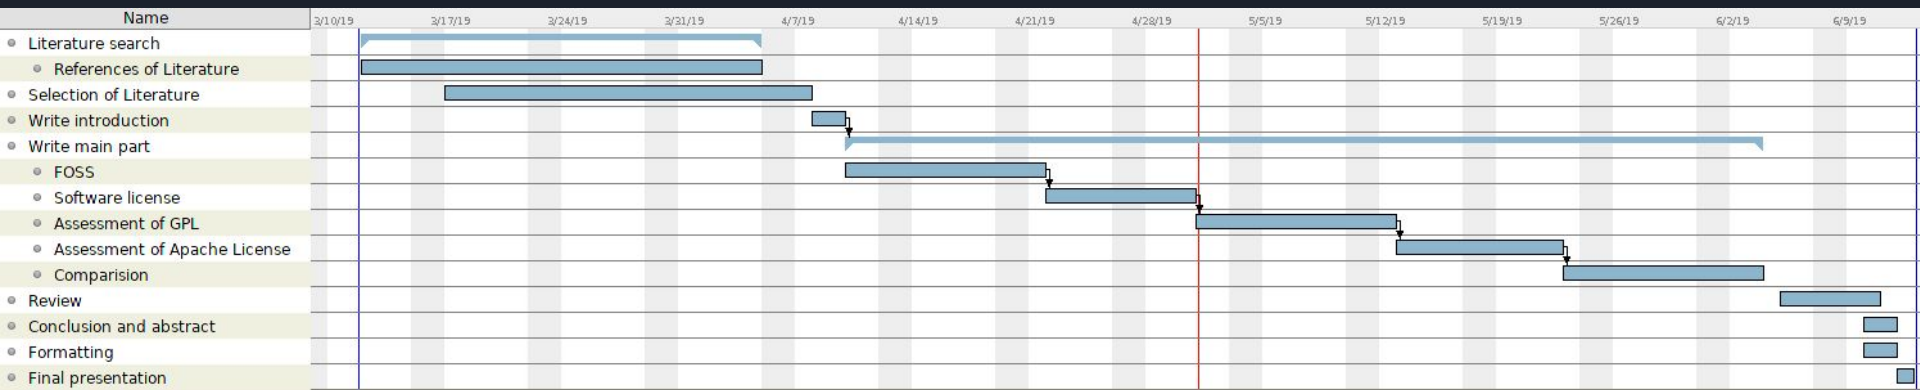 Name
3/10/19 3/17/19 3/24/19 3/31/19 4/7/19 4/14/19 4/21/19 4/28/19 5/5/19 5/12/19 5/19/19 5/26/19 6/2/19 6/9/19
Literature search
References of Literature
Selection of Literature
Write introduction
Write main part
FOSS
Software license
Assessment of GPL
Assessment of Apache License
Comparision
Review
Conclusion and abstract
Formatting
Final presentation